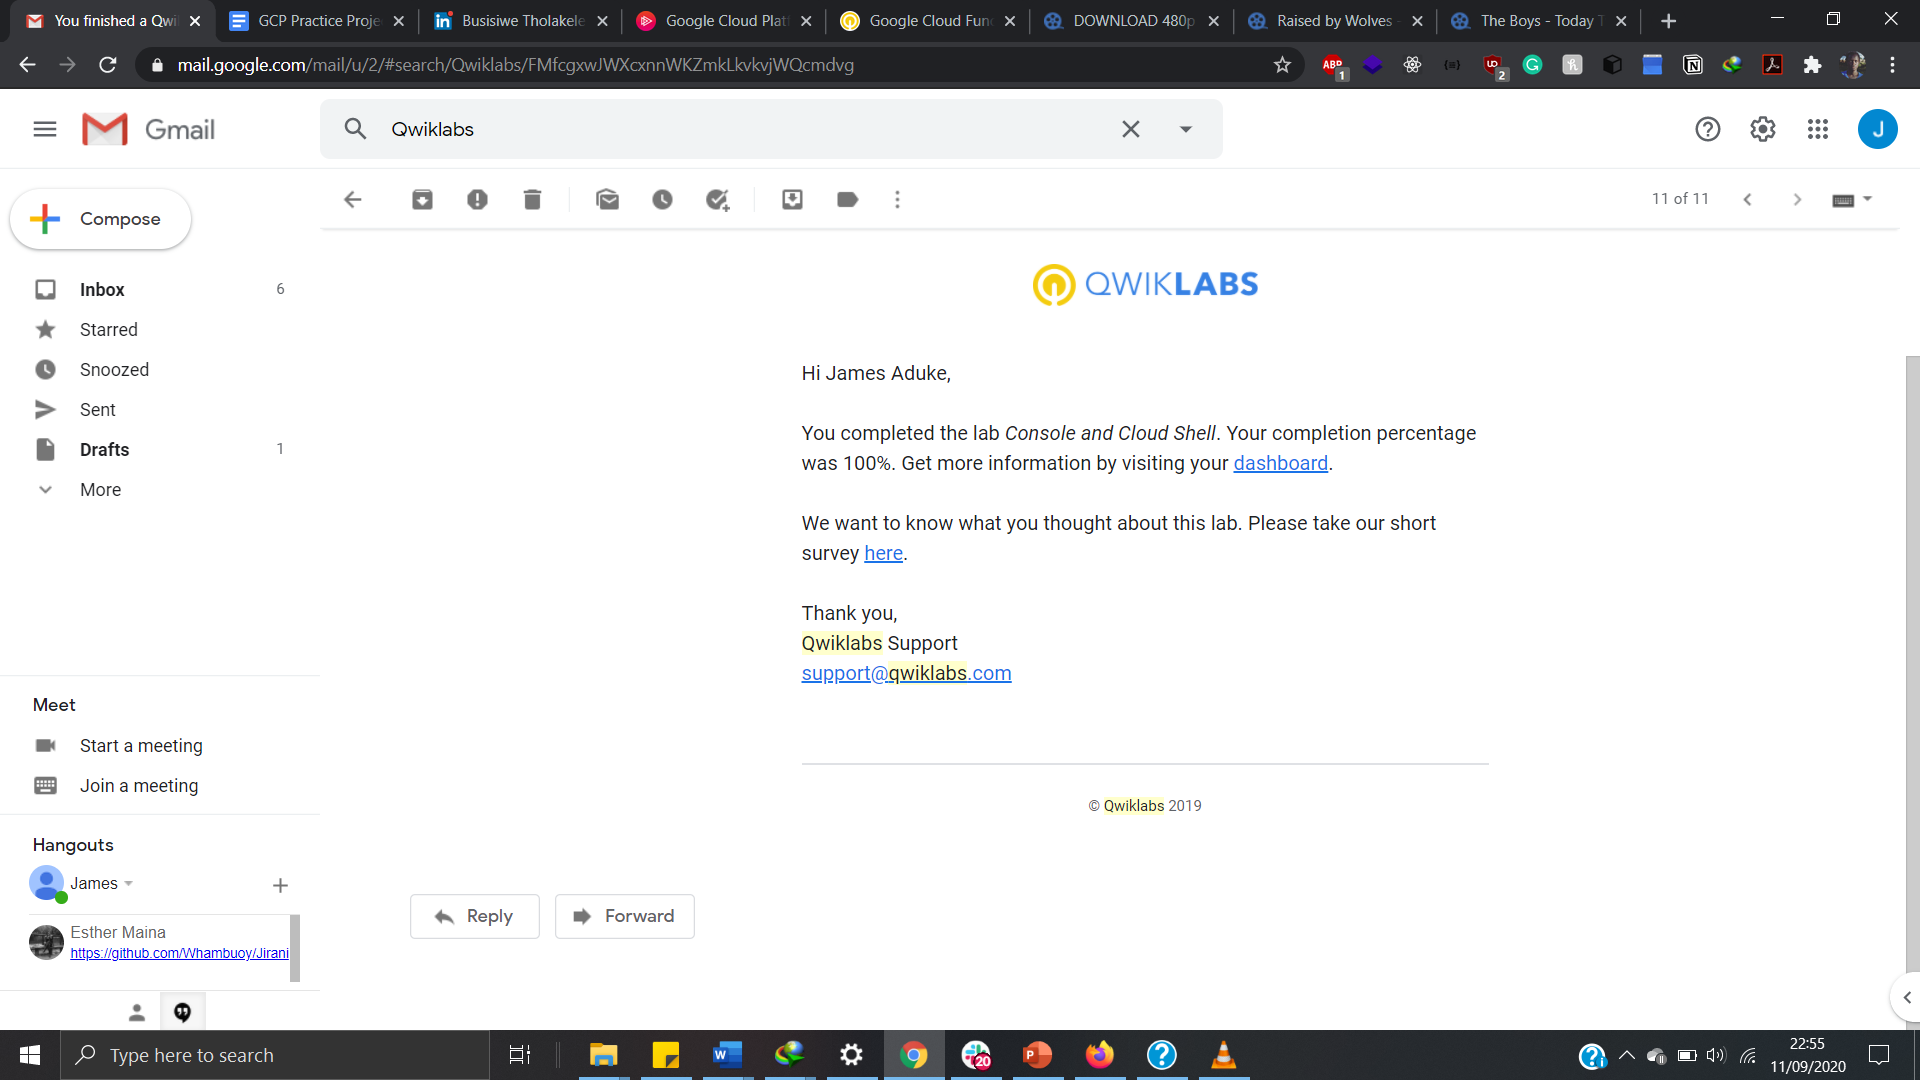 You finished a Qwi
GCP Practice Proje
Busisiwe Tholakele
Google Cloud Plat
Google Cloud Fun
DOWNLOAD 480p
Raised by Wolves -
The Boys - Today T
mail.google.com/mail/u/2/#search/Qwiklabs/FMfcgxwJWXcxnnWKZmkLkvkvjWQcmdvg
ABP
1
2
Gmail
Qwiklabs
J
Compose
11 of 11
Inbox 6
Starred
Snoozed
Sent
Drafts 1
More
QWIKLABS
Hi James Aduke,
You completed the lab Console and Cloud Shell. Your completion percentage
was 100%. Get more information by visiting your dashboard.
We want to know what you thought about this lab. Please take our short
survey here.
Thank you,
Qwiklabs Support
support@qwiklabs.com
© Qwiklabs 2019
Reply
Forward
Meet
Start a meeting
Join a meeting
Hangouts
James
Esther Maina
https://github.com/Whambuoy/Jirani
Type here to search
20
22:55
11/09/2020